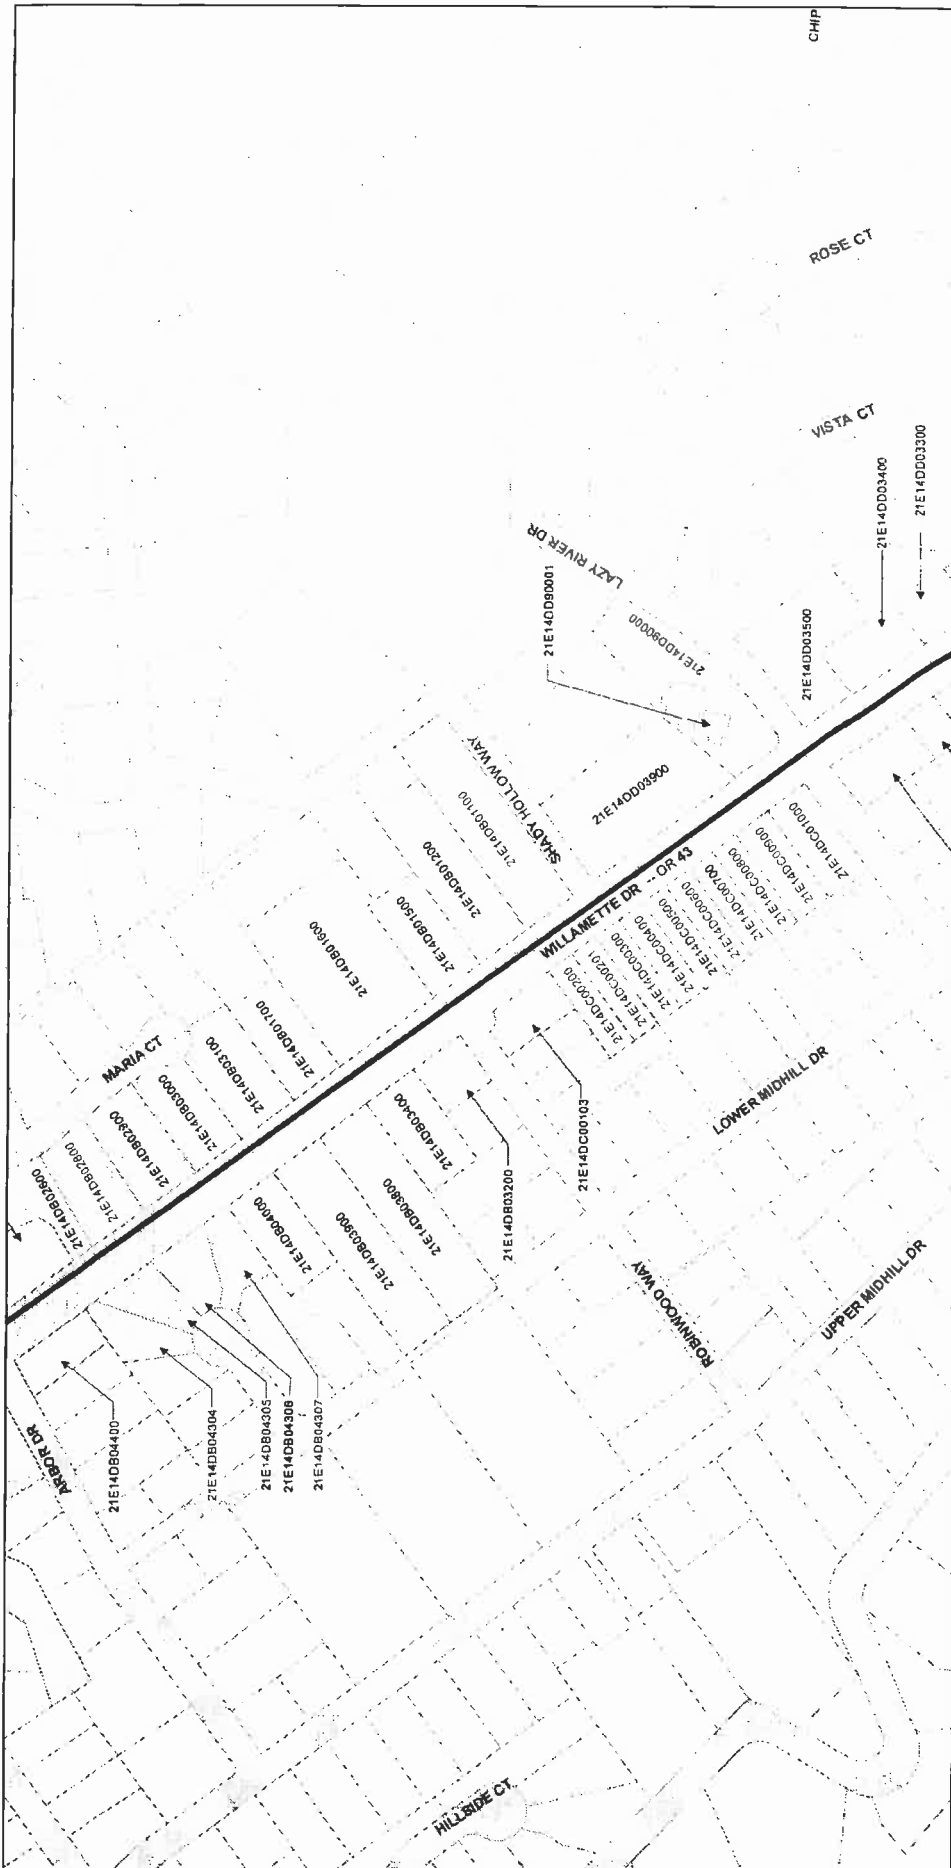 CHIP
ROSE CT
VISTA CT
21E14DD03400
21E14DD03300
LAZY RIVER DR
21E14DD90001
21E14DD90000
21E14DD03500
SHADY HOLLOW WAY
21E14DD03900
21E14DB01100
21E14DB01200
21E14DB01500
21E14DB01600
21E14DB01700
MARIA CT
21E14DB03100
21E14DB03000
21E14DB02900
21E14DB02800
21E14DB02600
WILLAMETTE DR -- OR 43
21E14DC01000
21E14DC00900
21E14DC00800
21E14DC00700
21E14DC00600
21E14DC00500
21E14DC00400
21E14DC00300
21E14DC00201
21E14DC00200
21E14DC00103
21E14DB03200
21E14DB03400
21E14DB03800
21E14DB03900
21E14DB04000
LOWER MIDHILL DR
ROBINWOOD WAY
UPPER MIDHILL DR
ARBOR DR
21E14DB04400
21E14DB04304
21E14DB04305
21E14DB04306
21E14DB04307
HILLSIDE CT